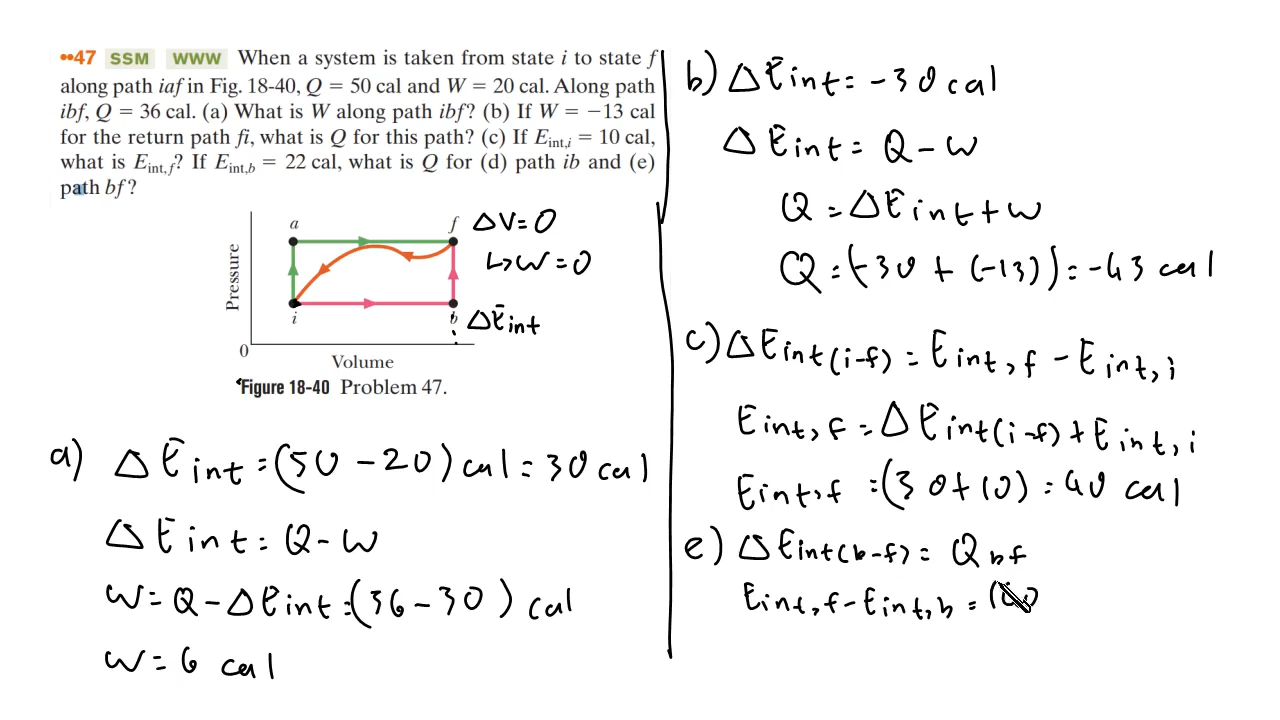 ••47 SSM WWW When a system is taken from state i to state f
along path iaf in Fig. 18-40, Q = 50 cal and W = 20 cal. Along path
ibf, Q = 36 cal. (a) What is W along path ibf? (b) If W = −13 cal
for the return path fi, what is Q for this path? (c) If Eint,i = 10 cal,
what is Eint,f? If Eint,b = 22 cal, what is Q for (d) path ib and (e)
path bf?
a
f
ΔV=0
↳W=0
Pressure
i
b
ΔEint
0
Volume
Figure 18-40 Problem 47.
a) ΔEint=(50-20)cal=30cal
ΔEint=Q-W
W=Q-ΔEint=(36-30) cal
W=6 cal
b) ΔEint=-30cal
ΔEint=Q-W
Q=ΔEint+W
Q=(-30+(-13))=-43 cal
c) ΔEint(i-f)=Eint,f-Eint,i
Eint,f=ΔEint(i-f)+Eint,i
Eint,f=(30+10)=40 cal
e) ΔEint(b-f)=Qbf
Eint,f-Eint,b=